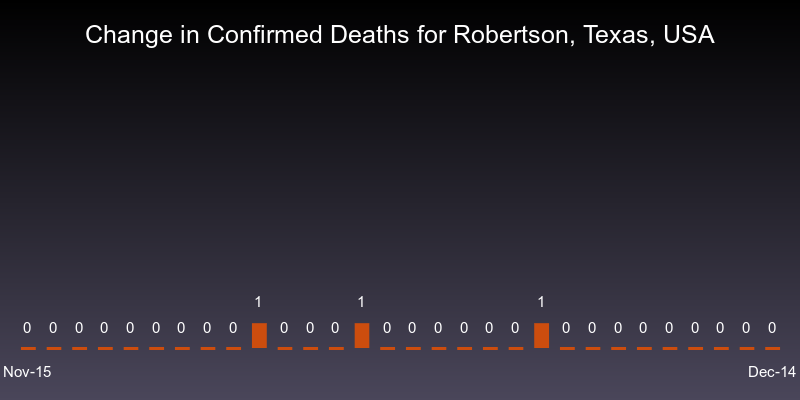 Change in Confirmed Deaths for Robertson, Texas, USA
1 1 1
0 0 0 0 0 0 0 0 0 0 0 0 0 0 0 0 0 0 0 0 0 0 0 0 0 0 0
Nov-15 Dec-14